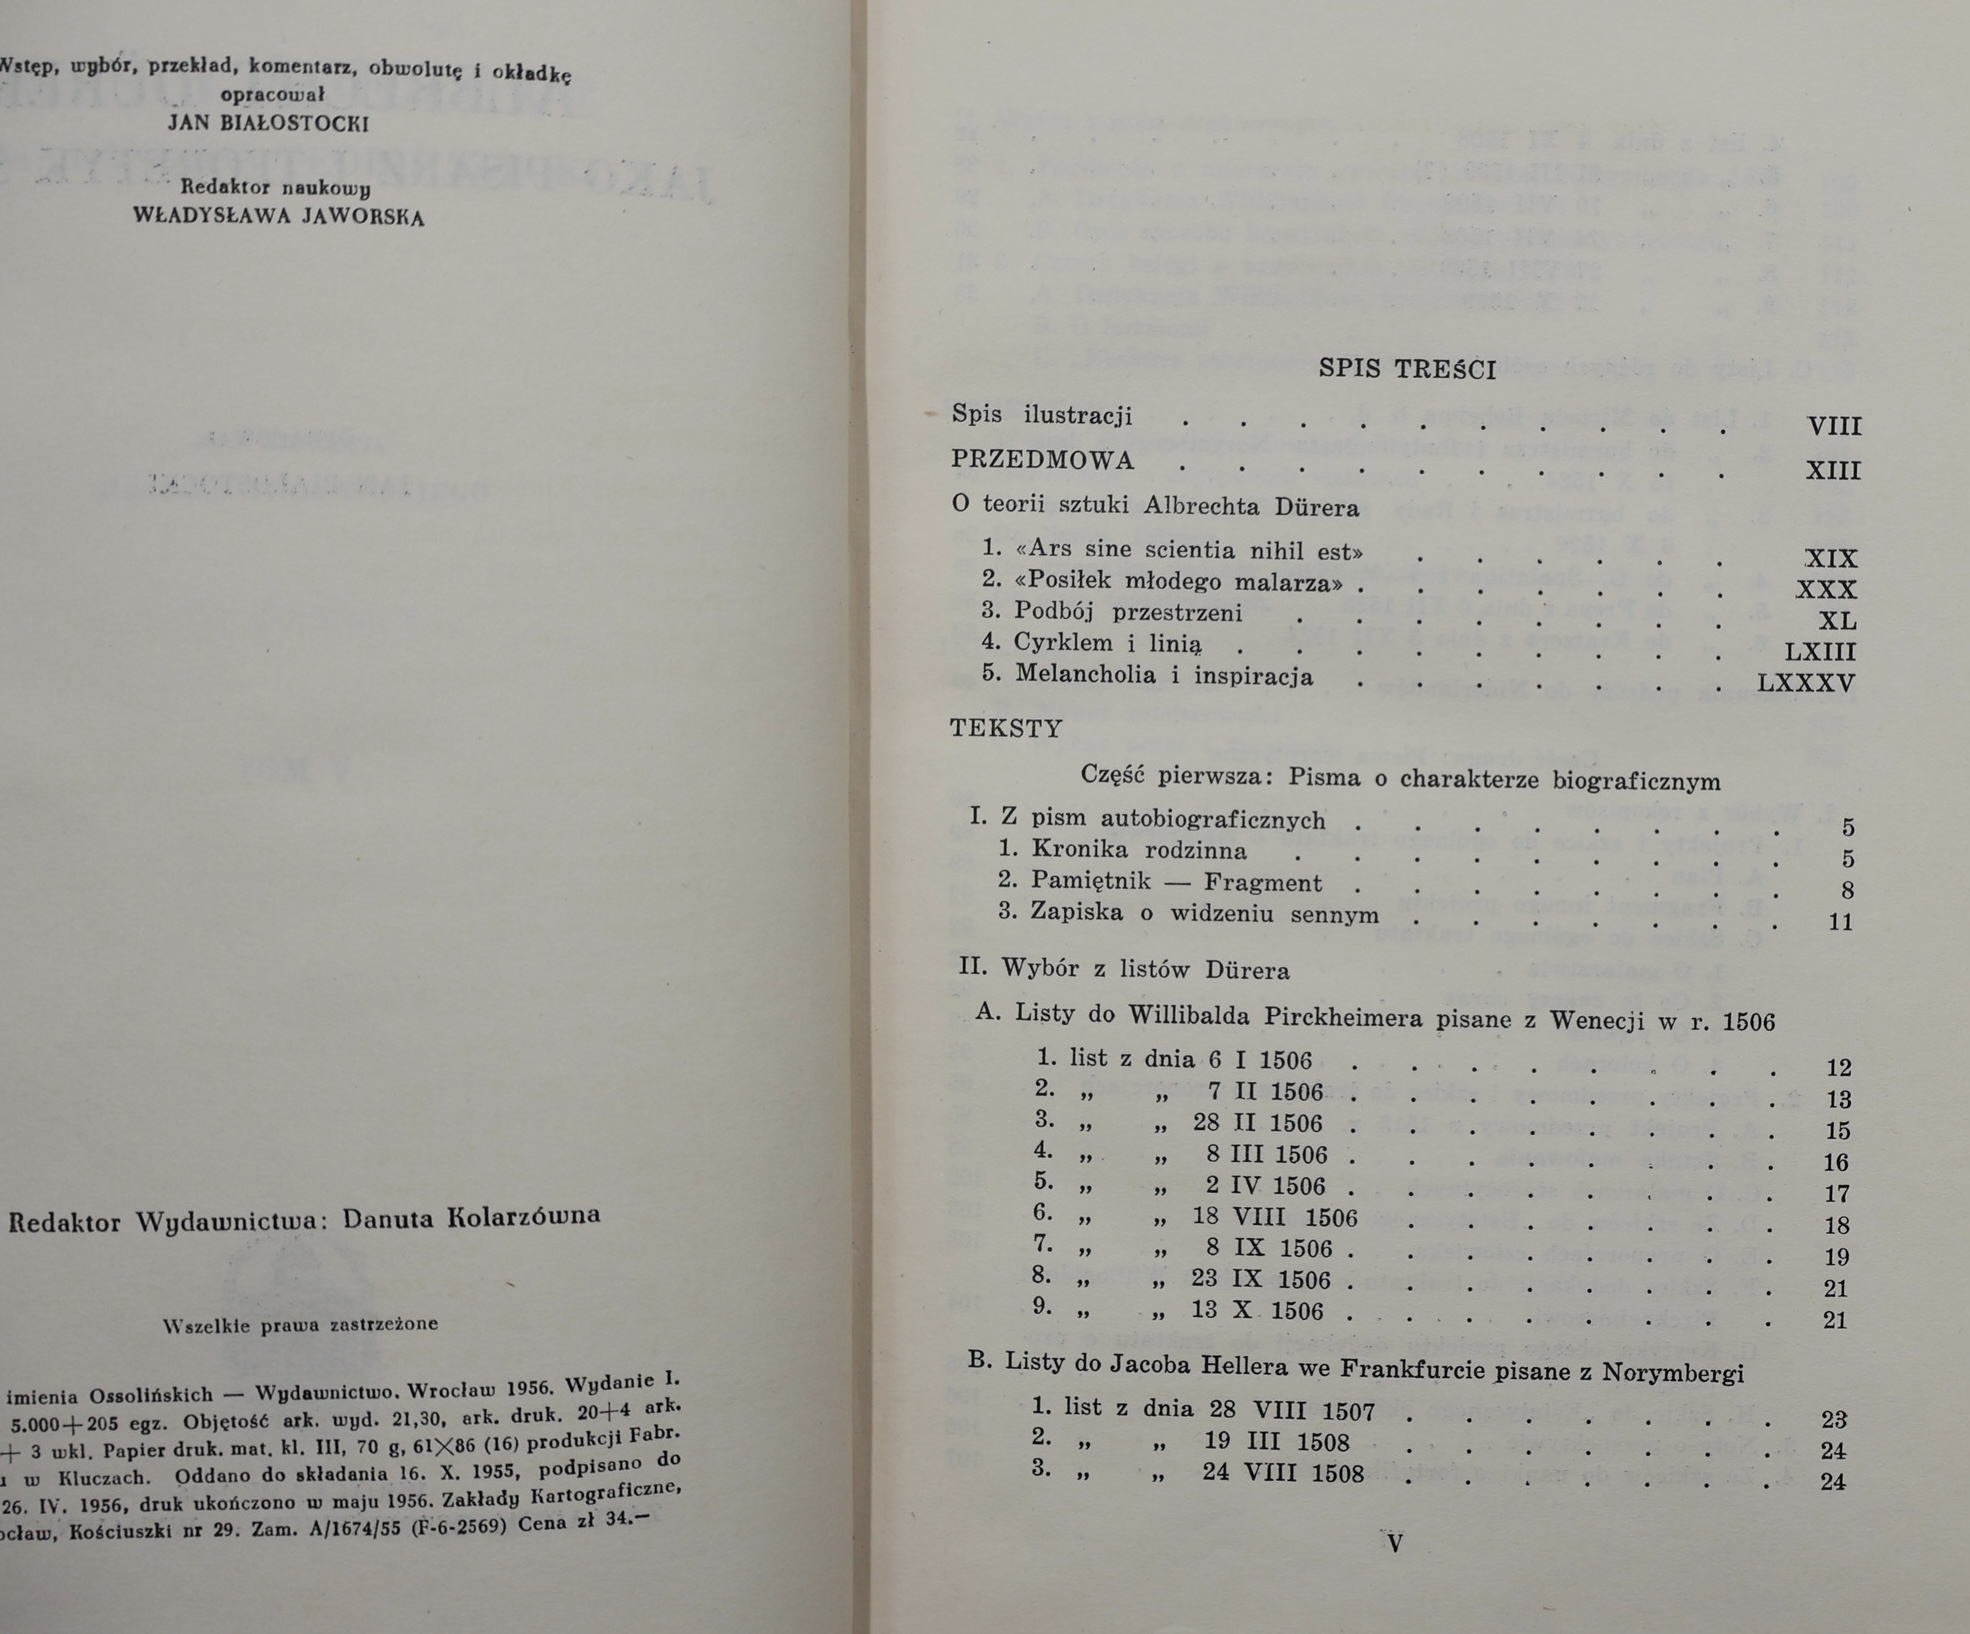 Wstęp, wybór, przekład, komentarz, obwolutę i okładkę
opracował
JAN BIAŁOSTOCKI
Redaktor naukowy
WŁADYSŁAWA JAWORSKA
Redaktor Wydawnictwa: Danuta Kolarzówna
Wszelkie prawa zastrzeżone
imienia Ossolińskich — Wydawnictwo. Wrocław 1956. Wydanie I.
5.000+205 egz. Objętość ark. wyd. 21,30, ark. druk. 20+4 ark.
+ 3 wkl. Papier druk. mat. kl. III, 70 g, 61×86 (16) produkcji Fabr.
w Kluczach. Oddano do składania 16. X. 1955, podpisano do
26. IV. 1956, druk ukończono w maju 1956. Zakłady Kartograficzne,
ocław, Kościuszki nr 29. Zam. A/1674/55 (F-6-2569) Cena zł 34.—
SPIS TREŚCI
Spis ilustracji . . . . . . . . . . VIII
PRZEDMOWA . . . . . . . . . . XIII
O teorii sztuki Albrechta Dürera
1. «Ars sine scientia nihil est» . . . . . . XIX
2. «Posiłek młodego malarza» . . . . . . . XXX
3. Podbój przestrzeni . . . . . . . . XL
4. Cyrklem i linią . . . . . . . . . LXIII
5. Melancholia i inspiracja . . . . . . . LXXXV
TEKSTY
Część pierwsza: Pisma o charakterze biograficznym
I. Z pism autobiograficznych . . . . . . . . 5
1. Kronika rodzinna . . . . . . . . . 5
2. Pamiętnik — Fragment . . . . . . . . 8
3. Zapiska o widzeniu sennym . . . . . . . 11
II. Wybór z listów Dürera
A. Listy do Willibalda Pirckheimera pisane z Wenecji w r. 1506
1. list z dnia 6 I 1506 . . . . . . . . 12
2. „ „ 7 II 1506 . . . . . . . . 13
3. „ „ 28 II 1506 . . . . . . . . 15
4. „ „ 8 III 1506 . . . . . . . . 16
5. „ „ 2 IV 1506 . . . . . . . . 17
6. „ „ 18 VIII 1506 . . . . . . . 18
7. „ „ 8 IX 1506 . . . . . . . . 19
8. „ „ 23 IX 1506 . . . . . . . . 21
9. „ „ 13 X 1506 . . . . . . . . 21
B. Listy do Jacoba Hellera we Frankfurcie pisane z Norymbergi
1. list z dnia 28 VIII 1507 . . . . . . . 23
2. „ „ 19 III 1508 . . . . . . . 24
3. „ „ 24 VIII 1508 . . . . . . . 24
V